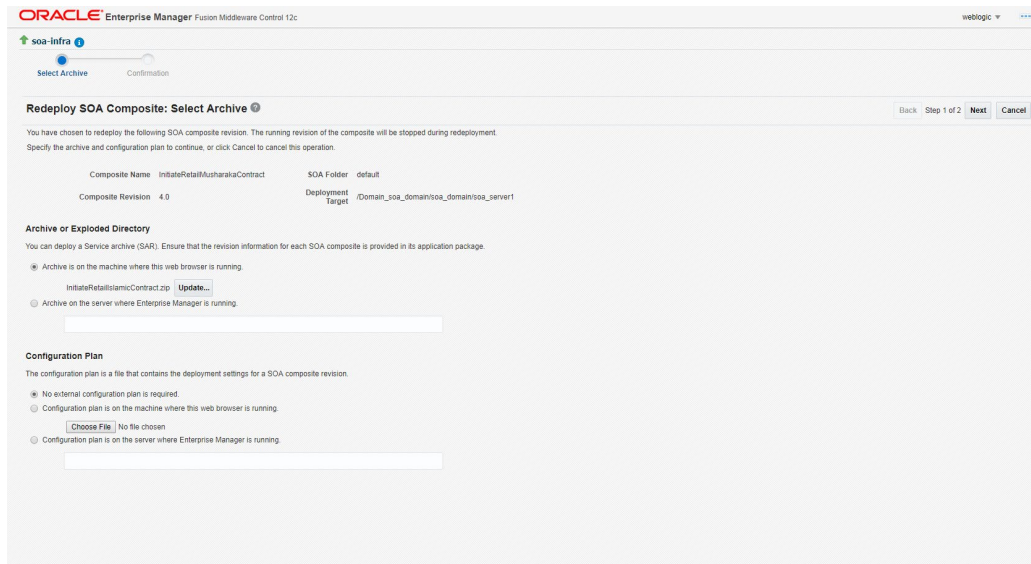 ORACLE Enterprise Manager Fusion Middleware Control 12c
weblogic
soa-infra
Select Archive
Confirmation
Redeploy SOA Composite: Select Archive
Back Step 1 of 2 Next Cancel
You have chosen to redeploy the following SOA composite revision. The running revision of the composite will be stopped during redeployment.
Specify the archive and configuration plan to continue, or click Cancel to cancel this operation.
Composite Name InitiateRetailMusharakaContract SOA Folder default
Composite Revision 4.0 Deployment Target /Domain_soa_domain/soa_domain/soa_server1
Archive or Exploded Directory
You can deploy a Service archive (SAR). Ensure that the revision information for each SOA composite is provided in its application package.
Archive is on the machine where this web browser is running.
InitiateRetailIslamicContract.zip Update...
Archive on the server where Enterprise Manager is running.
Configuration Plan
The configuration plan is a file that contains the deployment settings for a SOA composite revision.
No external configuration plan is required.
Configuration plan is on the machine where this web browser is running.
Choose File No file chosen
Configuration plan is on the server where Enterprise Manager is running.